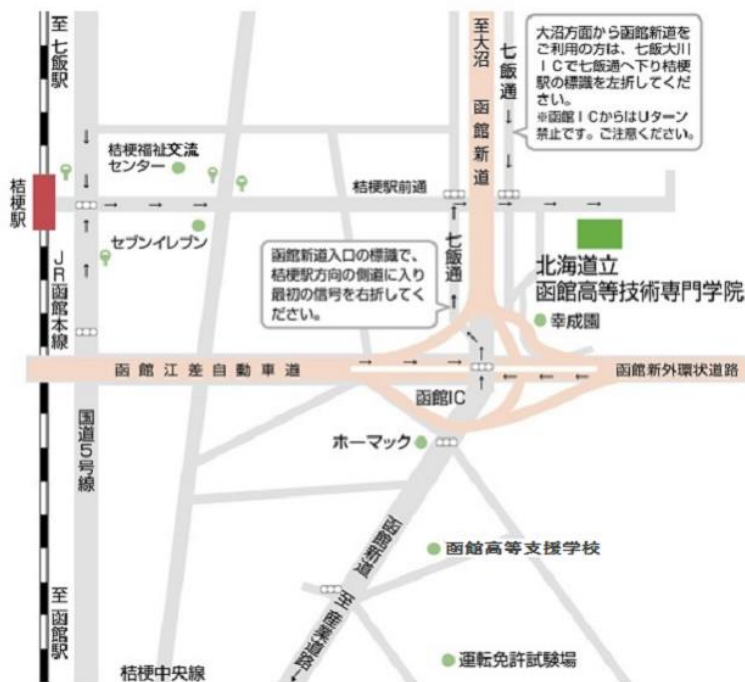 至 七飯駅
至大沼
函館新道
七飯通
大沼方面から函館新道を
ご利用の方は、七飯大川
ＩＣで七飯通へ下り桔梗
駅の標識を左折してくだ
さい。
※函館ＩＣからはUターン
禁止です。ご注意ください。
桔梗福祉交流
センター
桔梗駅
桔梗駅前通
セブンイレブン
函館新道入口の標識で、
桔梗駅方向の側道に入り
最初の信号を右折してく
ださい。
七飯通
北海道立
函館高等技術専門学院
幸成園
ＪＲ函館本線
函館江差自動車道
函館新外環状道路
函館IC
国道5号線
ホーマック
函館新道
函館高等支援学校
至 産業道路
至 函館駅
桔梗中央線
運転免許試験場